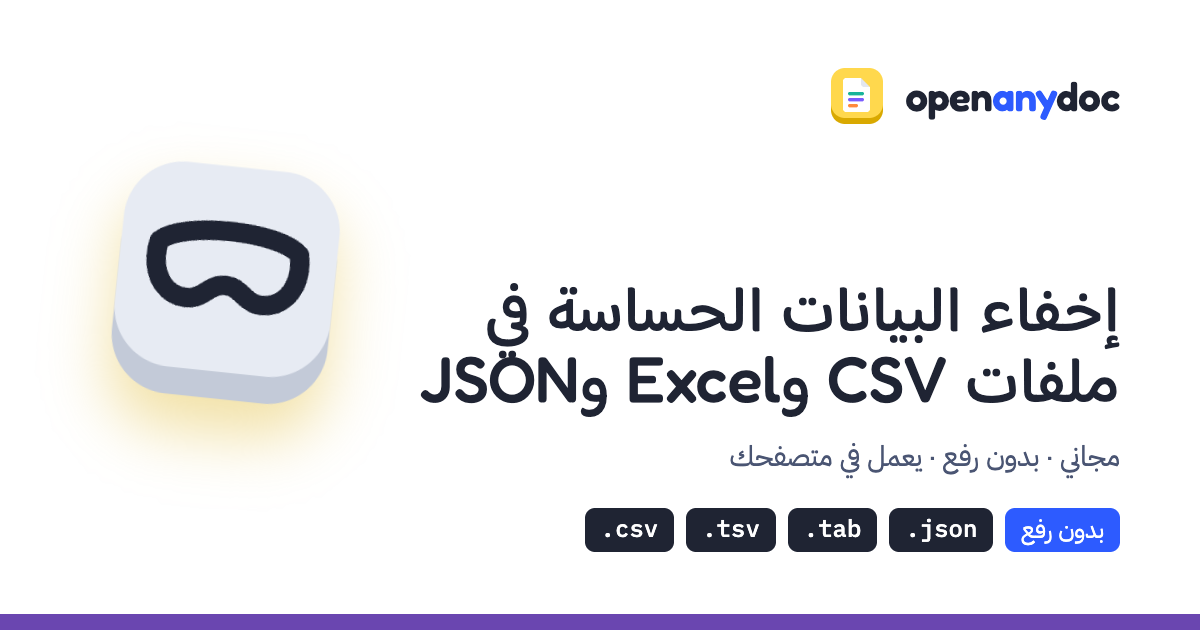 openanydoc
إخفاء البيانات الحساسة في
ملفات CSV وExcel وJSON
مجاني · بدون رفع · يعمل في متصفحك
بدون رفع .json .tab .tsv .csv